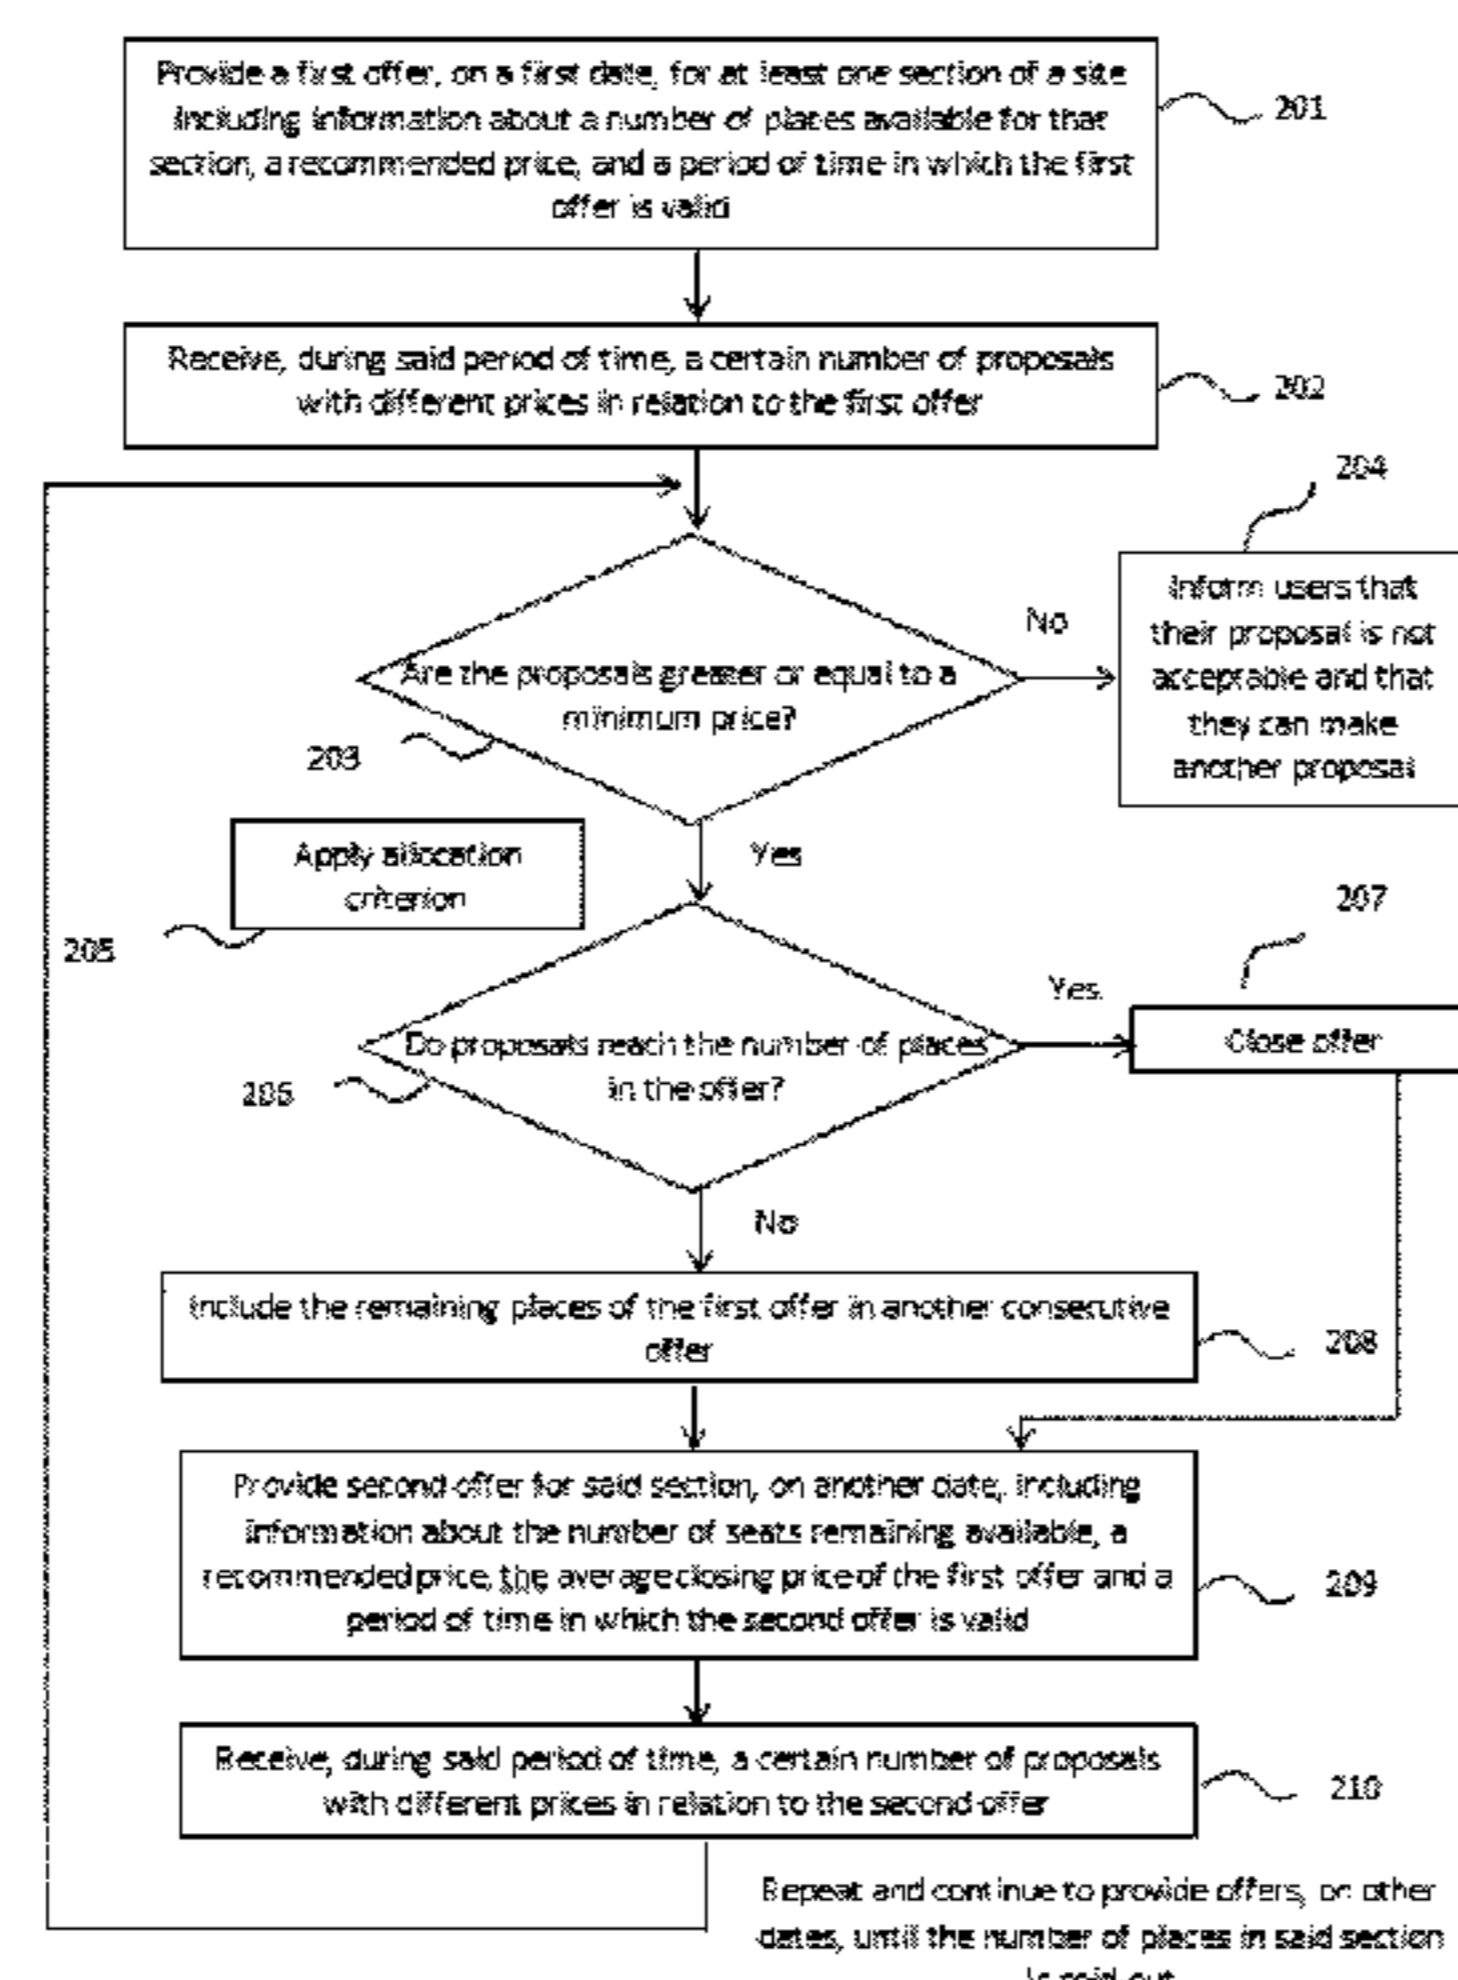 Provide a first offer, on a first date, for at least one section of a site
including information about a number of places available for that
section, a recommended price, and a period of time in which the first
offer is valid
201
Receive, during said period of time, a certain number of proposals
with different prices in relation to the first offer
202
204
Inform users that
their proposal is not
acceptable and that
they can make
another proposal
No
Are the proposals greater or equal to a
minimum price?
203
Yes
Apply allocation
criterion
205
207
Yes
Close offer
Do proposals reach the number of places
in the offer?
206
No
Include the remaining places of the first offer in another consecutive
offer
208
Provide second offer for said section, on another date, including
information about the number of seats remaining available, a
recommended price, the average closing price of the first offer and a
period of time in which the second offer is valid
209
Receive, during said period of time, a certain number of proposals
with different prices in relation to the second offer
210
Repeat and continue to provide offers, on other
dates, until the number of places in said section
is sold out